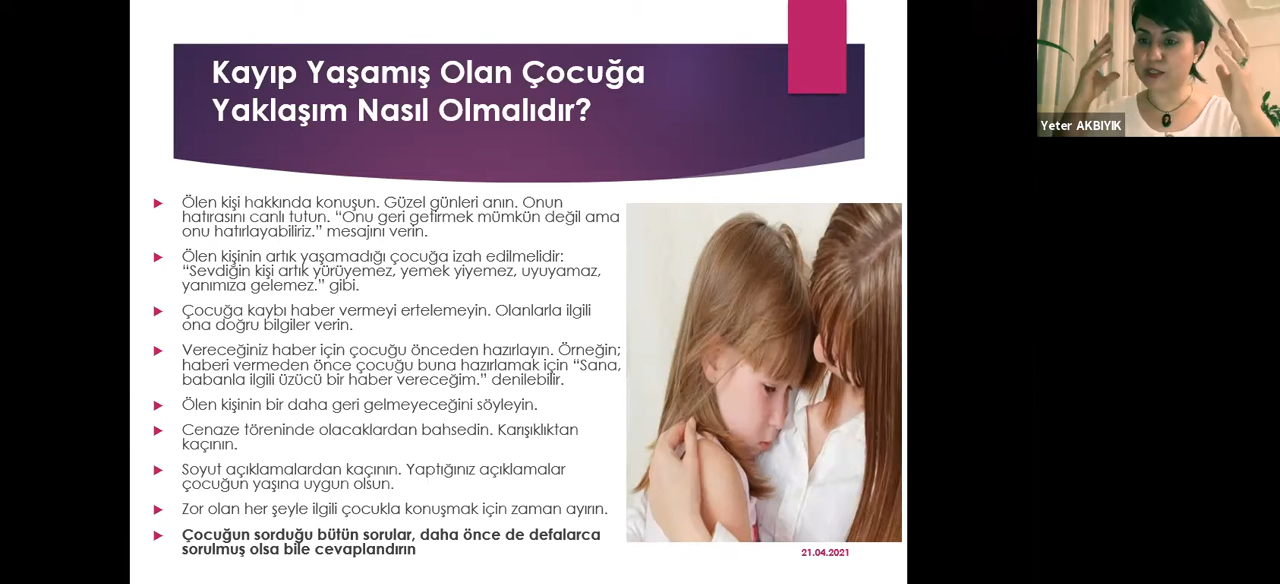 Kayıp Yaşamış Olan Çocuğa
Yaklaşım Nasıl Olmalıdır?
Ölen kişi hakkında konuşun. Güzel günleri anın. Onun
hatırasını canlı tutun. “Onu geri getirmek mümkün değil ama
onu hatırlayabiliriz.” mesajını verin.
Ölen kişinin artık yaşamadığı çocuğa izah edilmelidir:
“Sevdiğin kişi artık yürüyemez, yemek yiyemez, uyuyamaz,
yanımıza gelemez.” gibi.
Çocuğa kaybı haber vermeyi ertelemeyin. Olanlarla ilgili
ona doğru bilgiler verin.
Vereceğiniz haber için çocuğu önceden hazırlayın. Örneğin;
haberi vermeden önce çocuğu buna hazırlamak için “Sana,
babanla ilgili üzücü bir haber vereceğim.” denilebilir.
Ölen kişinin bir daha geri gelmeyeceğini söyleyin.
Cenaze töreninde olacaklardan bahsedin. Karışıklıktan
kaçının.
Soyut açıklamalardan kaçının. Yaptığınız açıklamalar
çocuğun yaşına uygun olsun.
Zor olan her şeyle ilgili çocukla konuşmak için zaman ayırın.
Çocuğun sorduğu bütün sorular, daha önce de defalarca
sorulmuş olsa bile cevaplandırın
21.04.2021
Yeter AKBIYIK